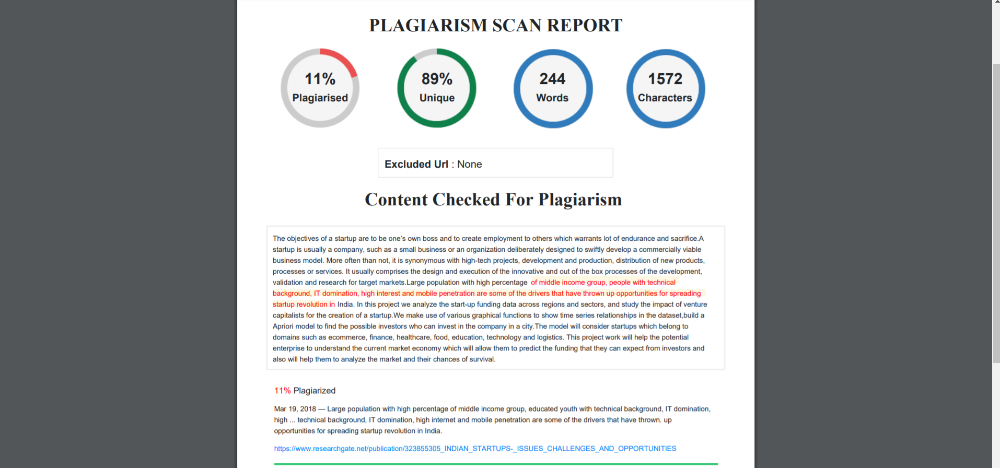 PLAGIARISM SCAN REPORT
11%
Plagiarised
89%
Unique
244
Words
1572
Characters
Excluded Url : None
Content Checked For Plagiarism
The objectives of a startup are to be one's own boss and to create employment to others which warrants lot of endurance and sacrifice.A
startup is usually a company, such as a small business or an organization deliberately designed to swiftly develop a commercially viable
business model. More often than not, it is synonymous with high-tech projects, development and production, distribution of new products,
processes or services. It usually comprises the design and execution of the innovative and out of the box processes of the development,
validation and research for target markets.Large population with high percentage of middle income group, people with technical
background, IT domination, high interest and mobile penetration are some of the drivers that have thrown up opportunities for spreading
startup revolution in India. In this project we analyze the start-up funding data across regions and sectors, and study the impact of venture
capitalists for the creation of a startup.We make use of various graphical functions to show time series relationships in the dataset,build a
Apriori model to find the possible investors who can invest in the company in a city.The model will consider startups which belong to
domains such as ecommerce, finance, healthcare, food, education, technology and logistics. This project work will help the potential
enterprise to understand the current market economy which will allow them to predict the funding that they can expect from investors and
also will help them to analyze the market and their chances of survival.
11% Plagiarized
Mar 19, 2018 — Large population with high percentage of middle income group, educated youth with technical background, IT domination,
high ... technical background, IT domination, high internet and mobile penetration are some of the drivers that have thrown. up
opportunities for spreading startup revolution in India.
https://www.researchgate.net/publication/323855305_INDIAN_STARTUPS-_ISSUES_CHALLENGES_AND_OPPORTUNITIES